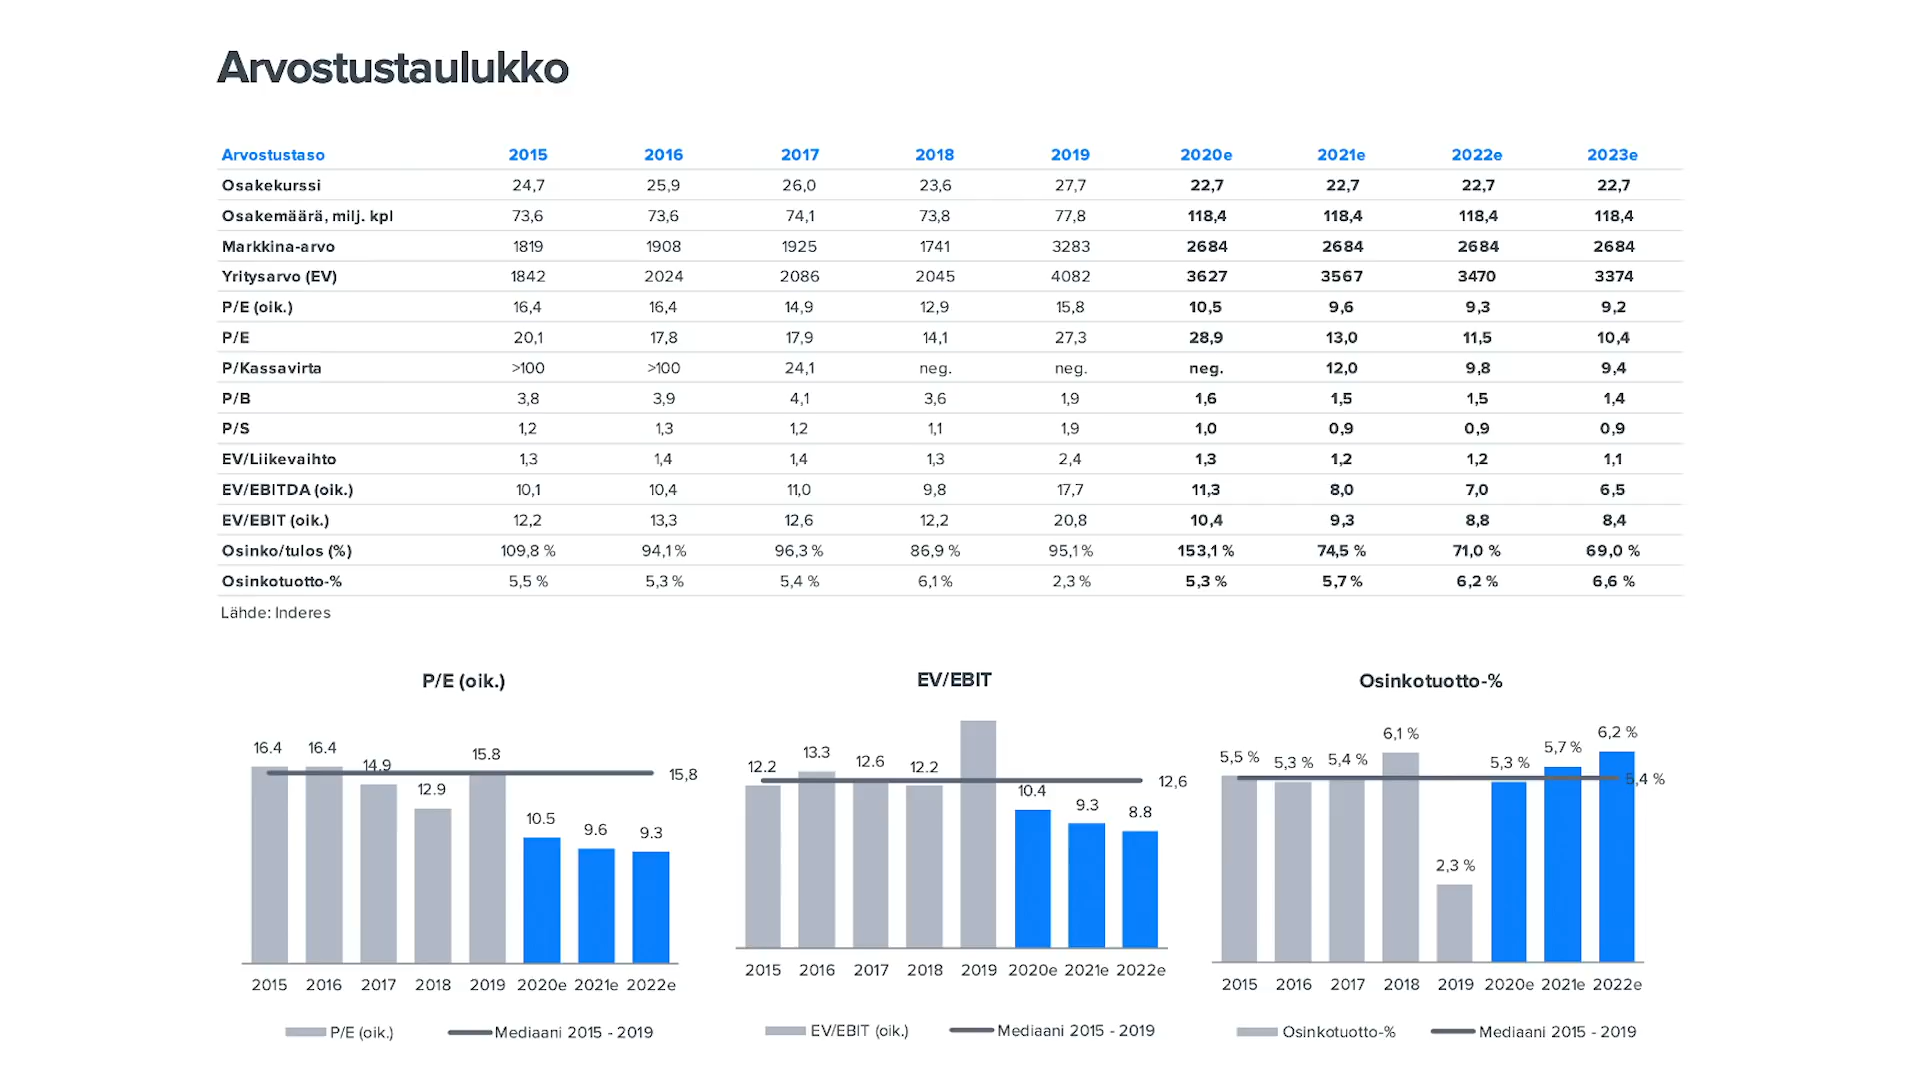 Arvostustaulukko
Arvostustaso 2015 2016 2017 2018 2019 2020e 2021e 2022e 2023e
Osakekurssi 24,7 25,9 26,0 23,6 27,7 22,7 22,7 22,7 22,7
Osakemäärä, milj. kpl 73,6 73,6 74,1 73,8 77,8 118,4 118,4 118,4 118,4
Markkina-arvo 1819 1908 1925 1741 3283 2684 2684 2684 2684
Yritysarvo (EV) 1842 2024 2086 2045 4082 3627 3567 3470 3374
P/E (oik.) 16,4 16,4 14,9 12,9 15,8 10,5 9,6 9,3 9,2
P/E 20,1 17,8 17,9 14,1 27,3 28,9 13,0 11,5 10,4
P/Kassavirta >100 >100 24,1 neg. neg. neg. 12,0 9,8 9,4
P/B 3,8 3,9 4,1 3,6 1,9 1,6 1,5 1,5 1,4
P/S 1,2 1,3 1,2 1,1 1,9 1,0 0,9 0,9 0,9
EV/Liikevaihto 1,3 1,4 1,4 1,3 2,4 1,3 1,2 1,2 1,1
EV/EBITDA (oik.) 10,1 10,4 11,0 9,8 17,7 11,3 8,0 7,0 6,5
EV/EBIT (oik.) 12,2 13,3 12,6 12,2 20,8 10,4 9,3 8,8 8,4
Osinko/tulos (%) 109,8 % 94,1 % 96,3 % 86,9 % 95,1 % 153,1 % 74,5 % 71,0 % 69,0 %
Osinkotuotto-% 5,5 % 5,3 % 5,4 % 6,1 % 2,3 % 5,3 % 5,7 % 6,2 % 6,6 %
Lähde: Inderes
P/E (oik.)
16.4 16.4 14.9 12.9 15.8 10.5 9.6 9.3
15,8
2015 2016 2017 2018 2019 2020e 2021e 2022e
P/E (oik.) Mediaani 2015 - 2019
EV/EBIT
12.2 13.3 12.6 12.2 10.4 9.3 8.8
12,6
2015 2016 2017 2018 2019 2020e 2021e 2022e
EV/EBIT (oik.) Mediaani 2015 - 2019
Osinkotuotto-%
5,5 % 5,3 % 5,4 % 6,1 % 2,3 % 5,3 % 5,7 % 6,2 %
5,4 %
2015 2016 2017 2018 2019 2020e 2021e 2022e
Osinkotuotto-% Mediaani 2015 - 2019